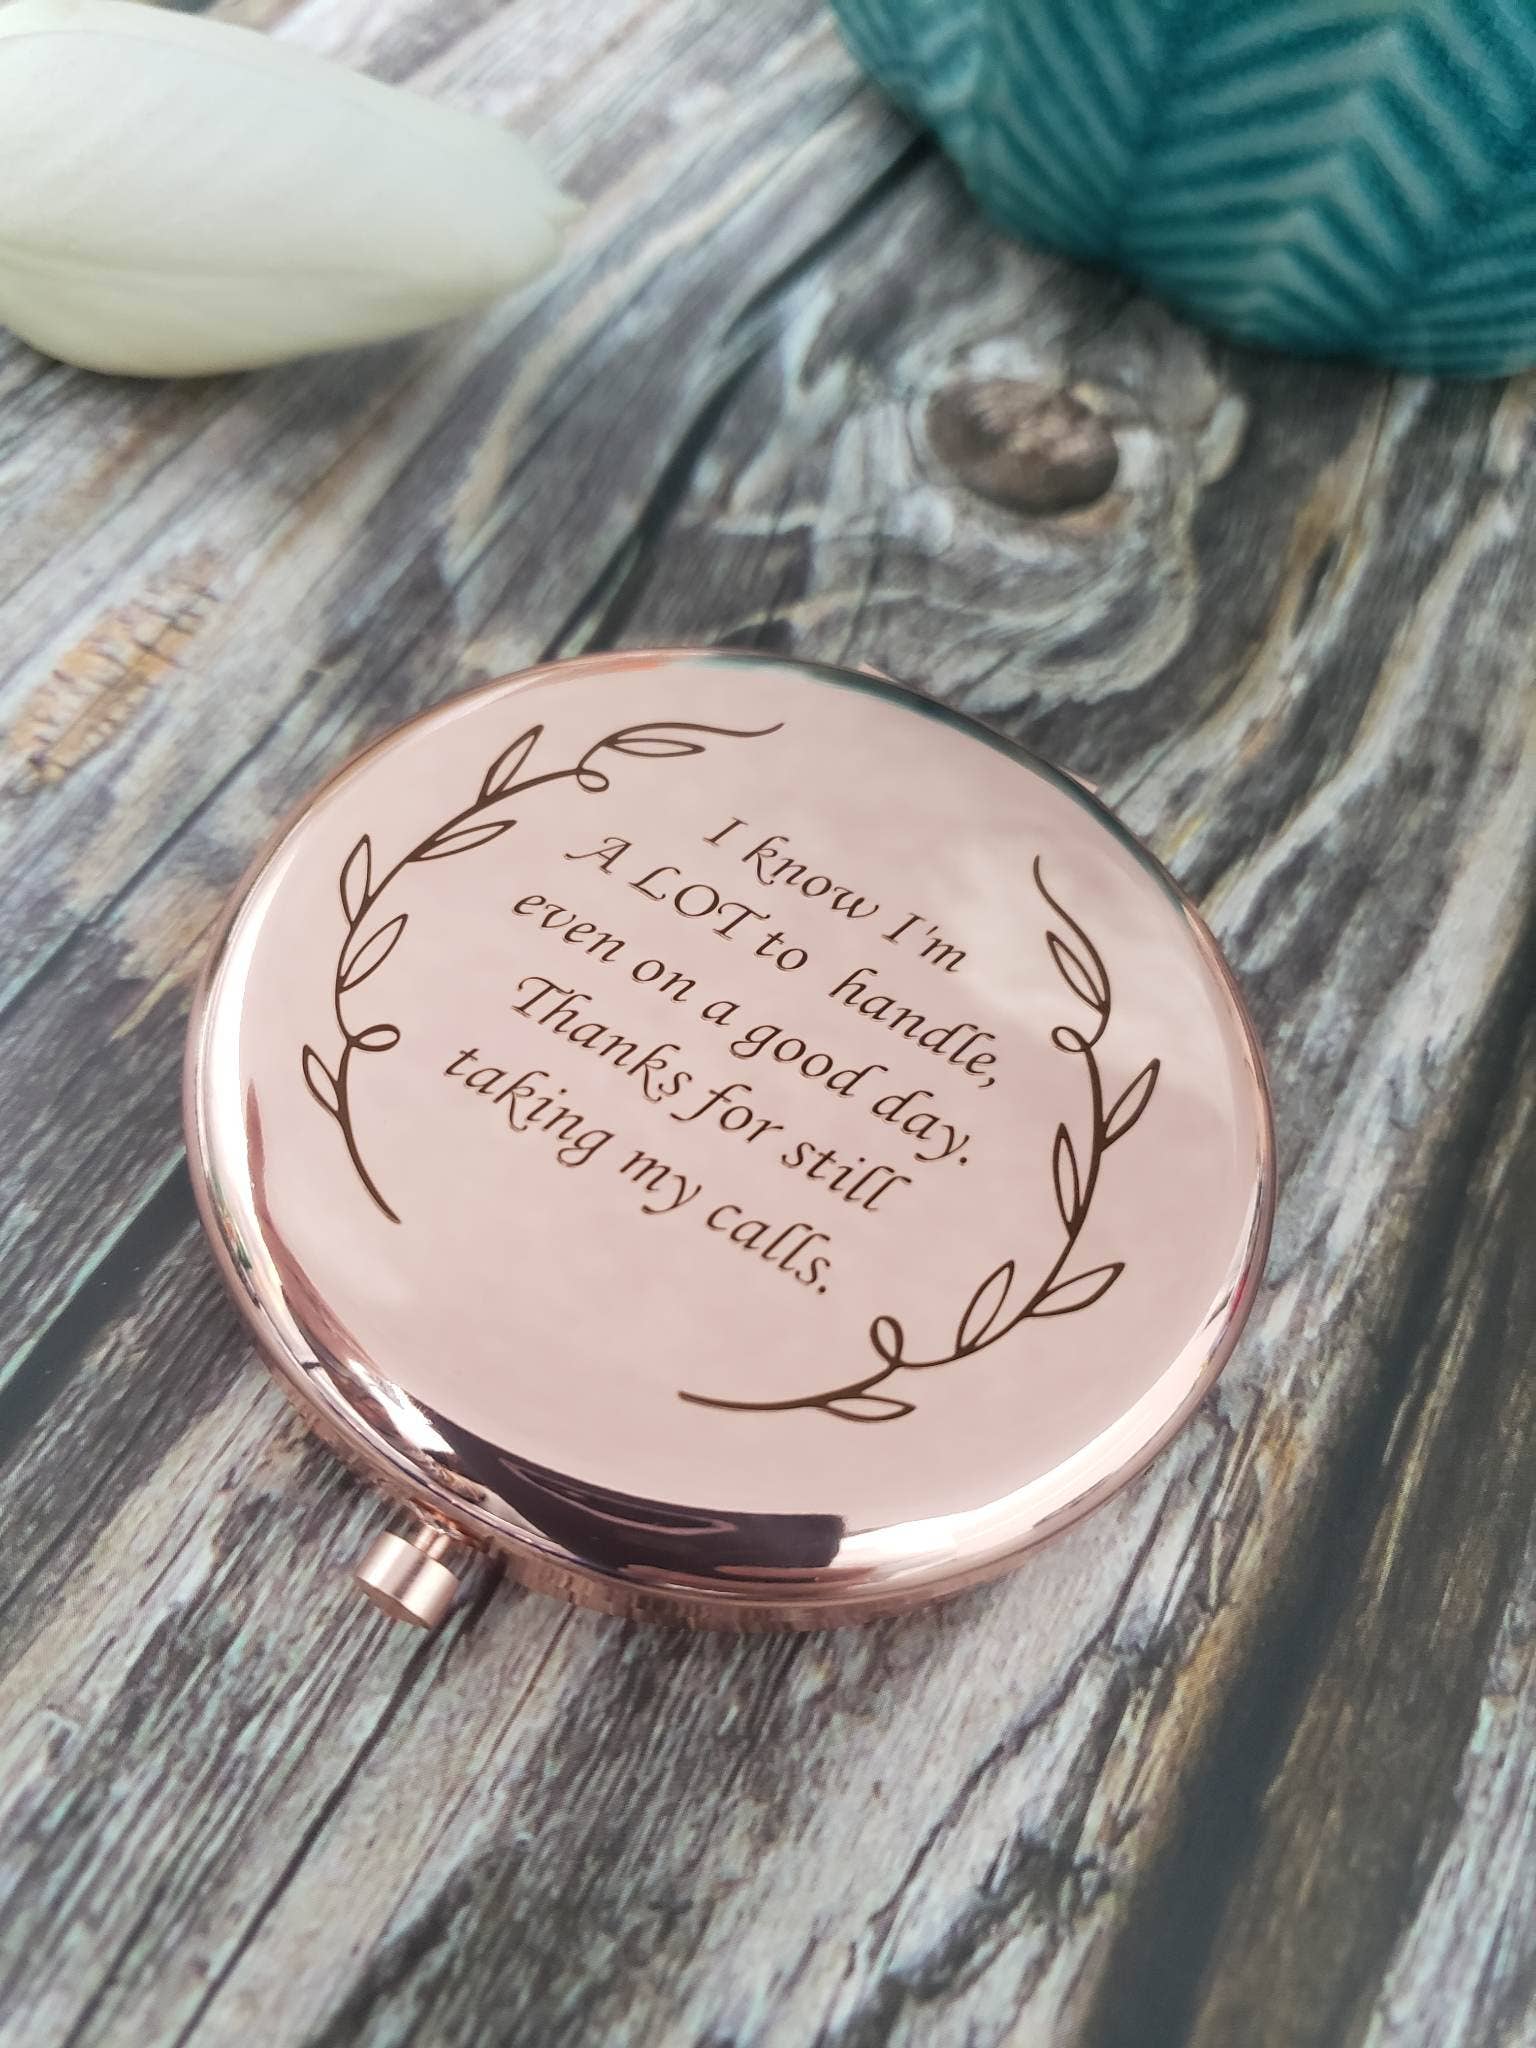 I know I'm
A LOT to handle,
even on a good day.
Thanks for still
taking my calls.